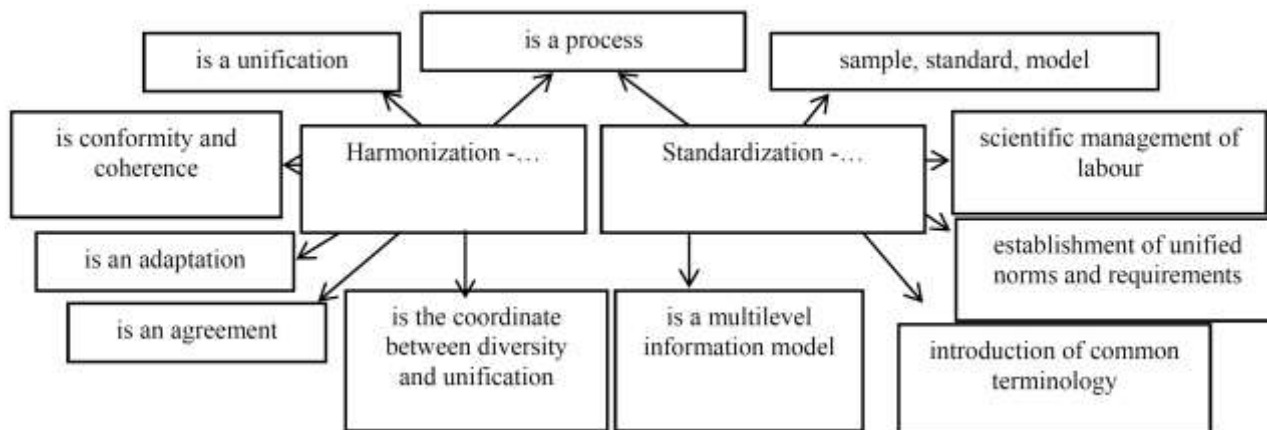 is a process
is a unification
sample, standard, model
is conformity and
coherence
Harmonization -…
Standardization -…
scientific management of
labour
is an adaptation
establishment of unified
norms and requirements
is an agreement
is the coordinate
between diversity
and unification
is a multilevel
information model
introduction of common
terminology